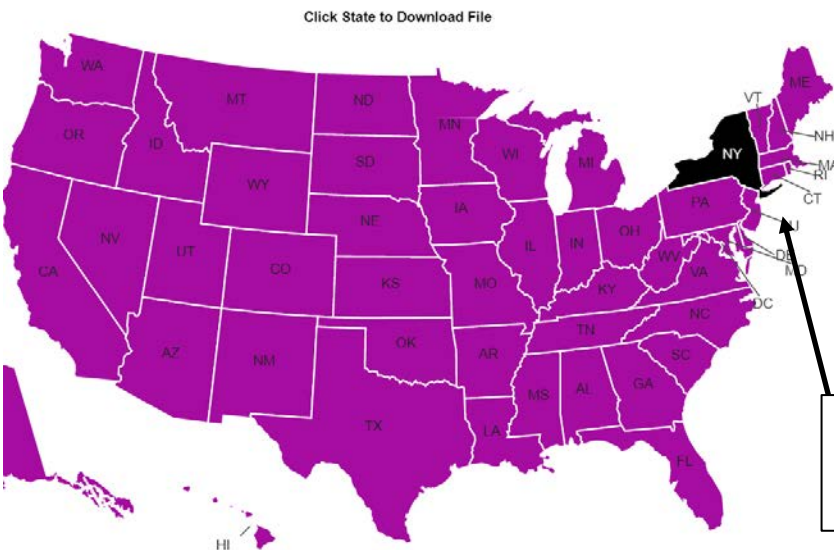 Click State to Download File
WA
MT
ND
MN
ME
VT
NH
OR
ID
SD
WI
MI
NY
MA
RI
CT
WY
IA
PA
NE
NV
UT
CO
IL
IN
OH
DE
MD
CA
KS
MO
WV
VA
KY
DC
NC
TN
AZ
NM
OK
AR
SC
MS
AL
GA
TX
LA
FL
HI